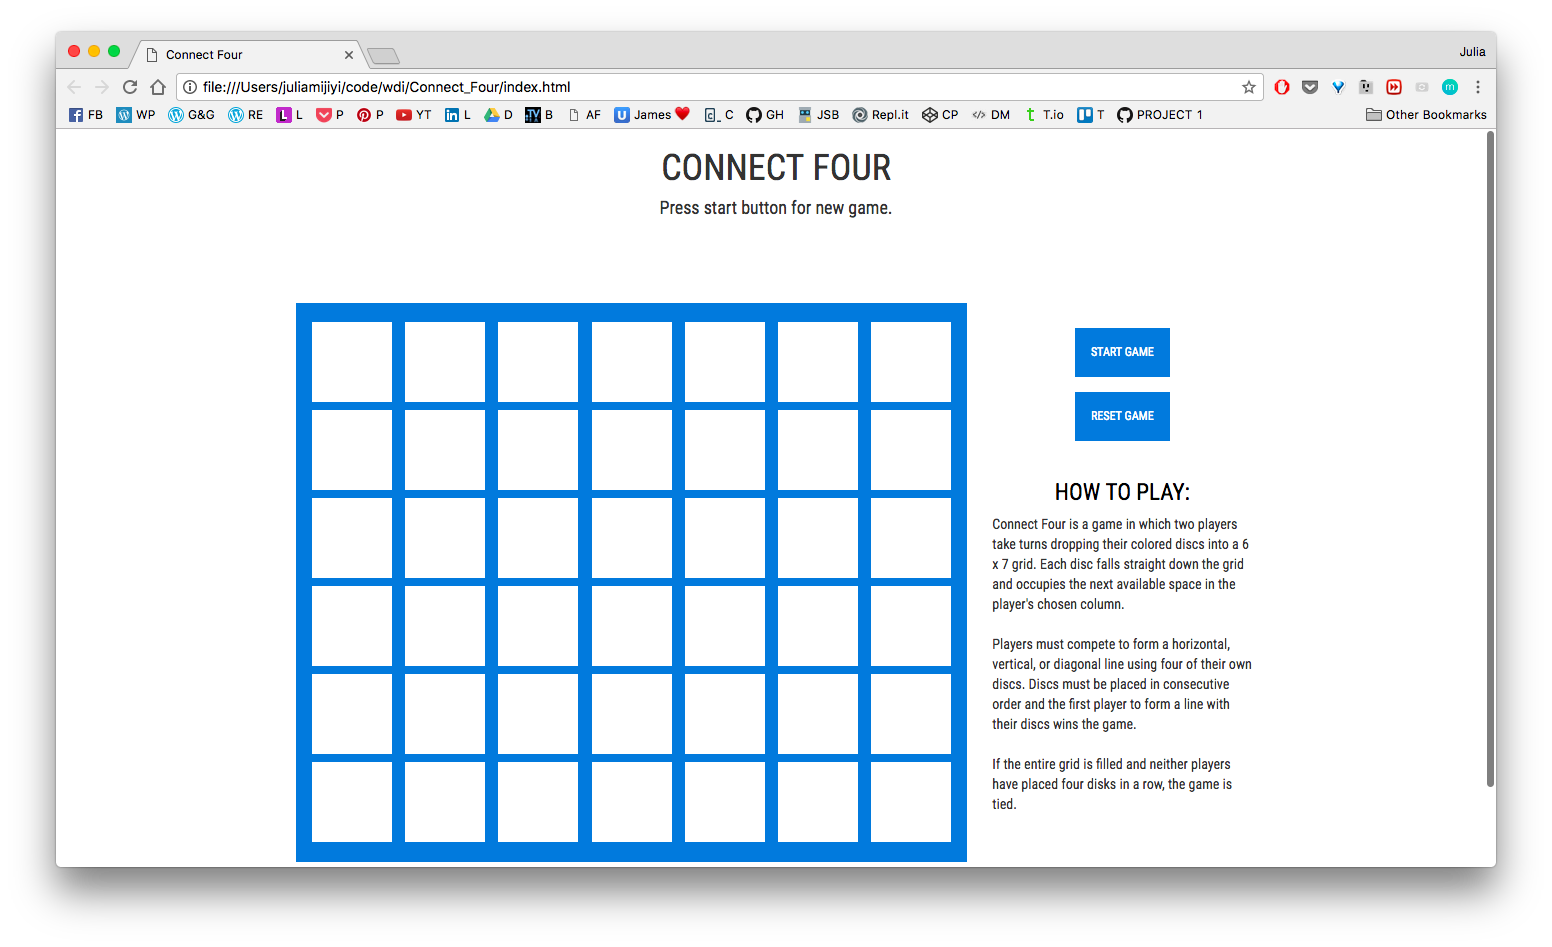 Connect Four
Julia
file:///Users/juliamijiyi/code/wdi/Connect_Four/index.html
m
FB WP G&G RE L L P P YT in L D .TV B AF U James C GH JSB Repl.it CP </> DM t T.io T PROJECT 1 Other Bookmarks
CONNECT FOUR
Press start button for new game.
START GAME
RESET GAME
HOW TO PLAY:
Connect Four is a game in which two players
take turns dropping their colored discs into a 6
x 7 grid. Each disc falls straight down the grid
and occupies the next available space in the
player's chosen column.
Players must compete to form a horizontal,
vertical, or diagonal line using four of their own
discs. Discs must be placed in consecutive
order and the first player to form a line with
their discs wins the game.
If the entire grid is filled and neither players
have placed four disks in a row, the game is
tied.